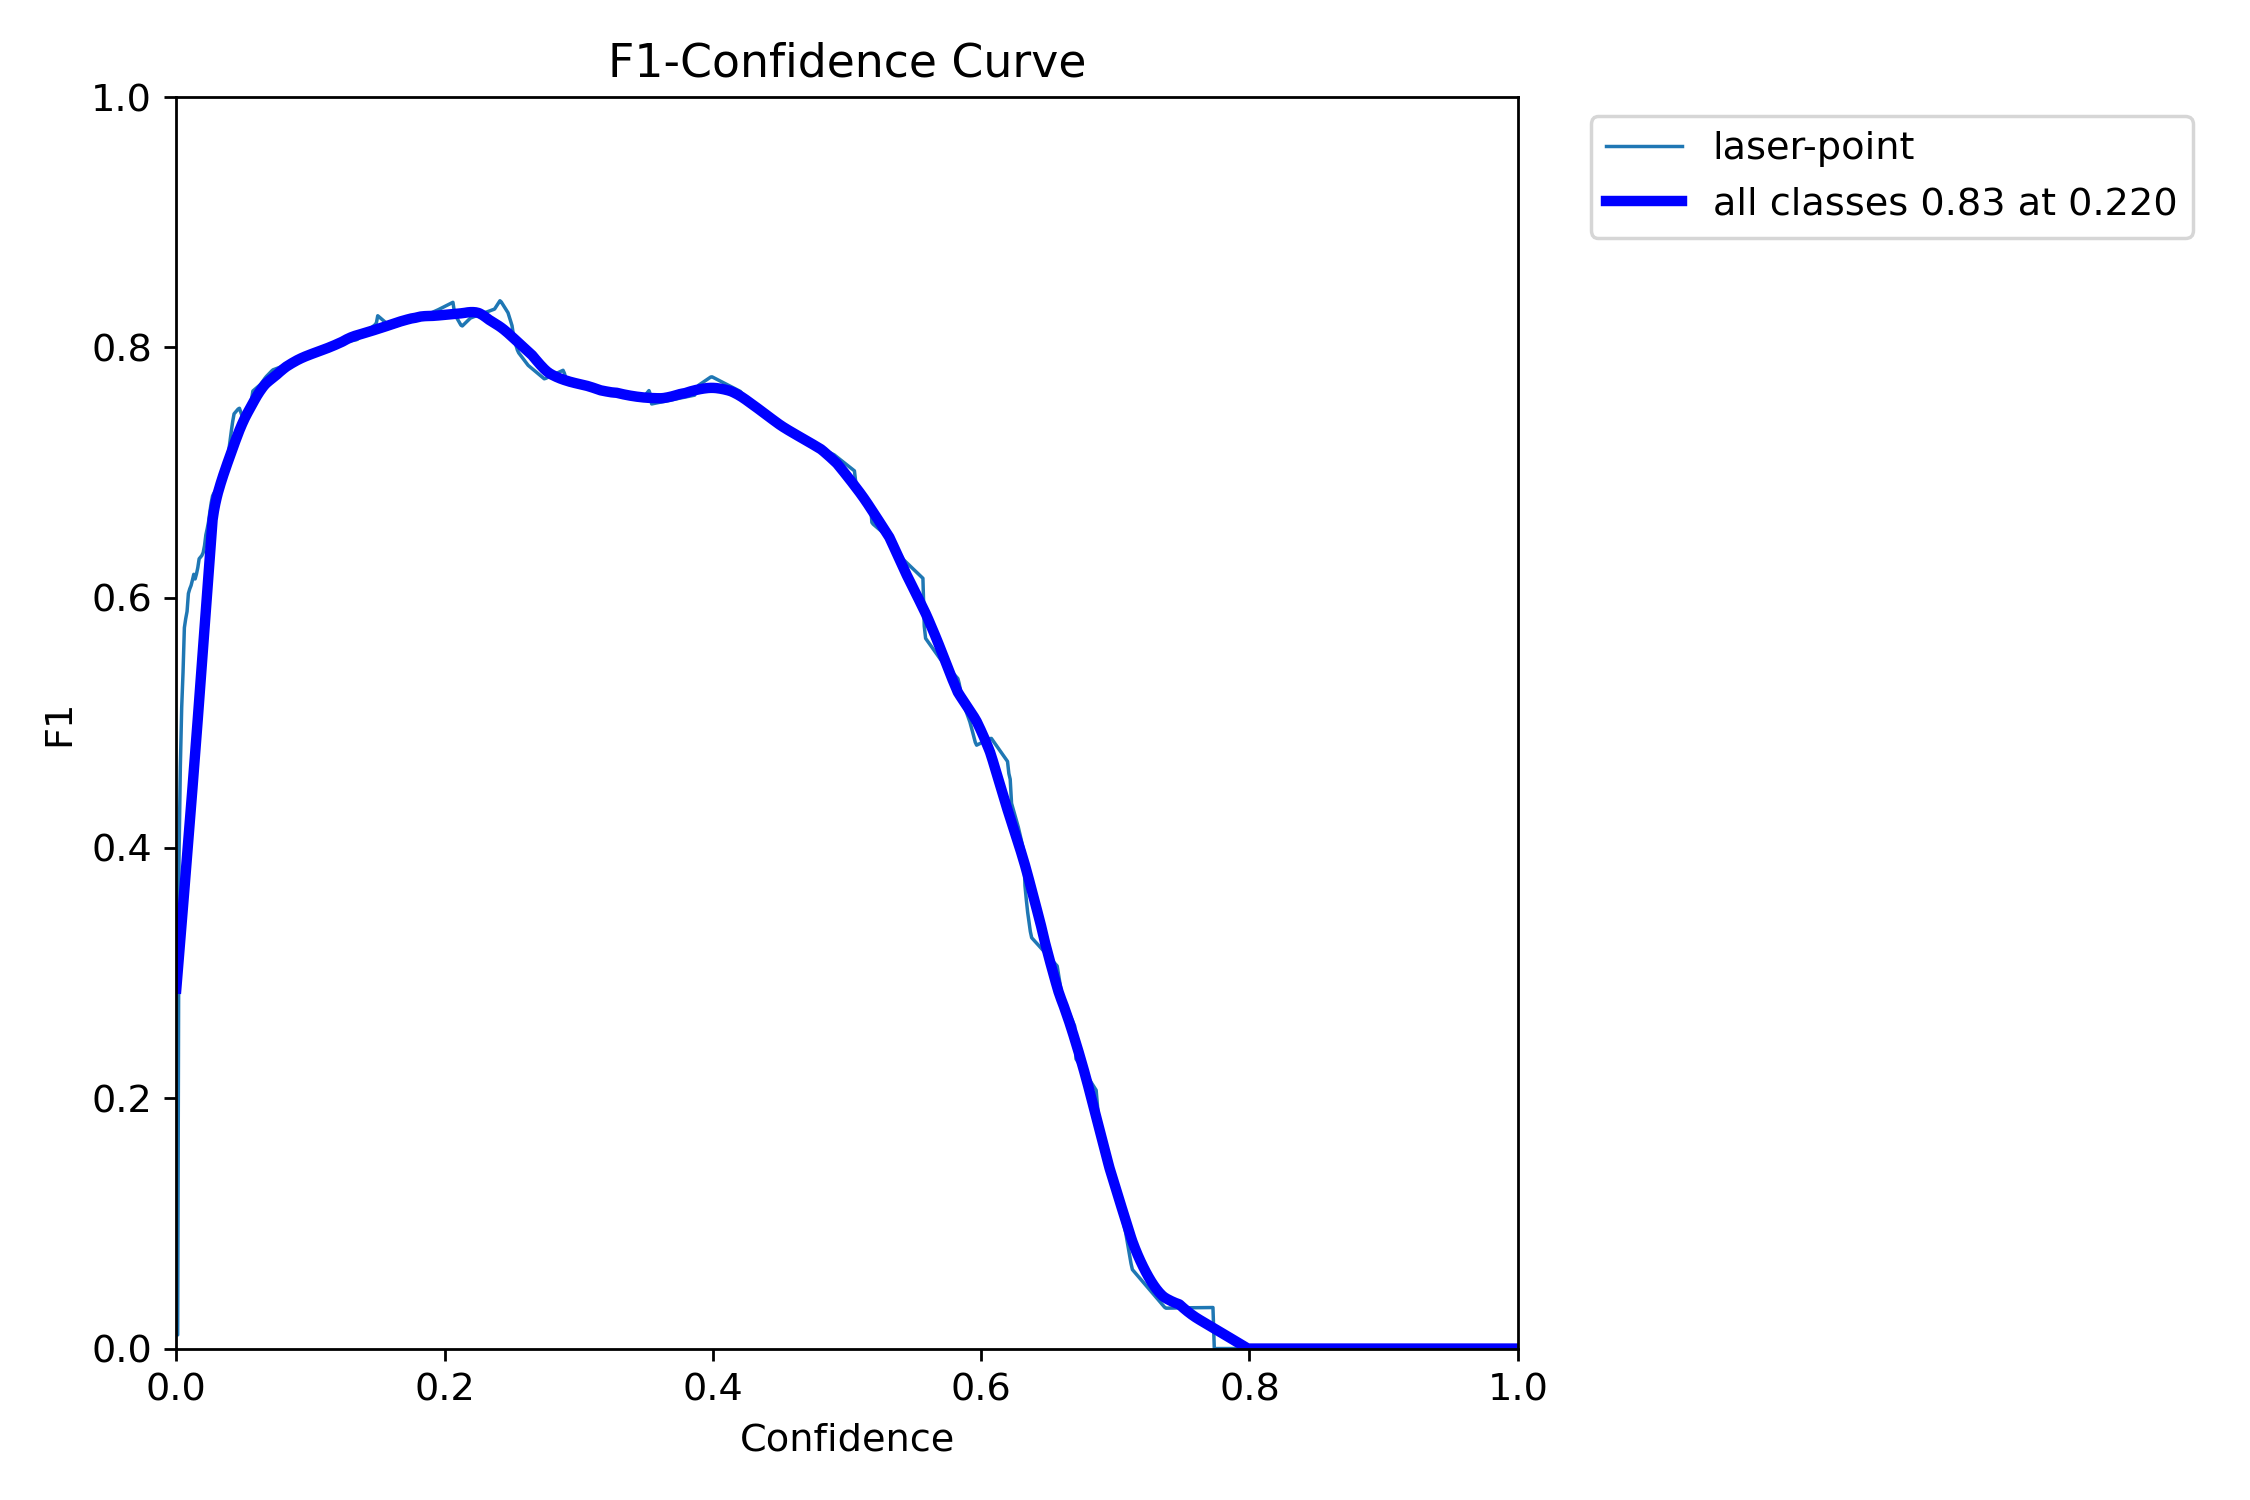 F1-Confidence Curve
1.0
0.8
0.6
0.4
0.2
0.0
F1
0.0 0.2 0.4 0.6 0.8 1.0
Confidence
laser-point
all classes 0.83 at 0.220